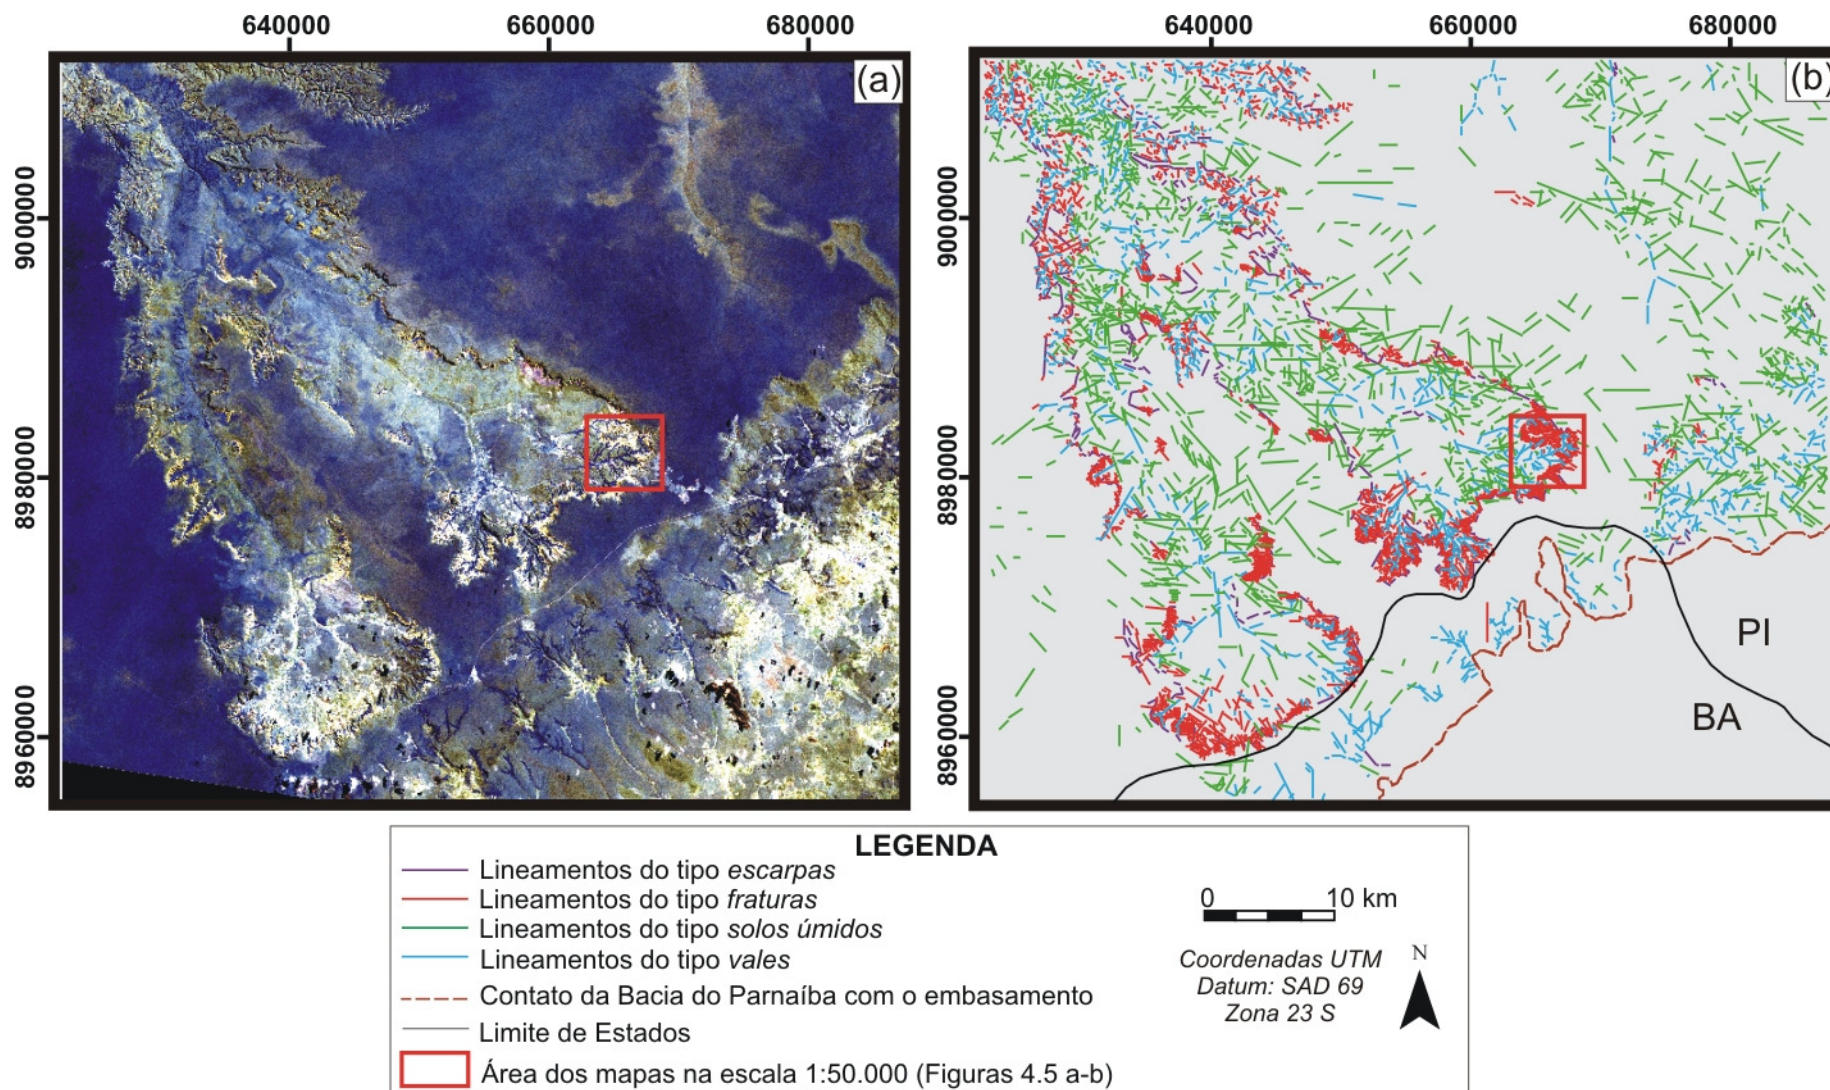 640000 660000 680000 640000 660000 680000
(a) (b)
9000000 9000000
8980000 8980000
8960000 8960000
PI
BA
LEGENDA
Lineamentos do tipo escarpas
Lineamentos do tipo fraturas
Lineamentos do tipo solos úmidos
Lineamentos do tipo vales
Contato da Bacia do Parnaíba com o embasamento
Limite de Estados
Área dos mapas na escala 1:50.000 (Figuras 4.5 a-b)
0 10 km
Coordenadas UTM
Datum: SAD 69
Zona 23 S
N